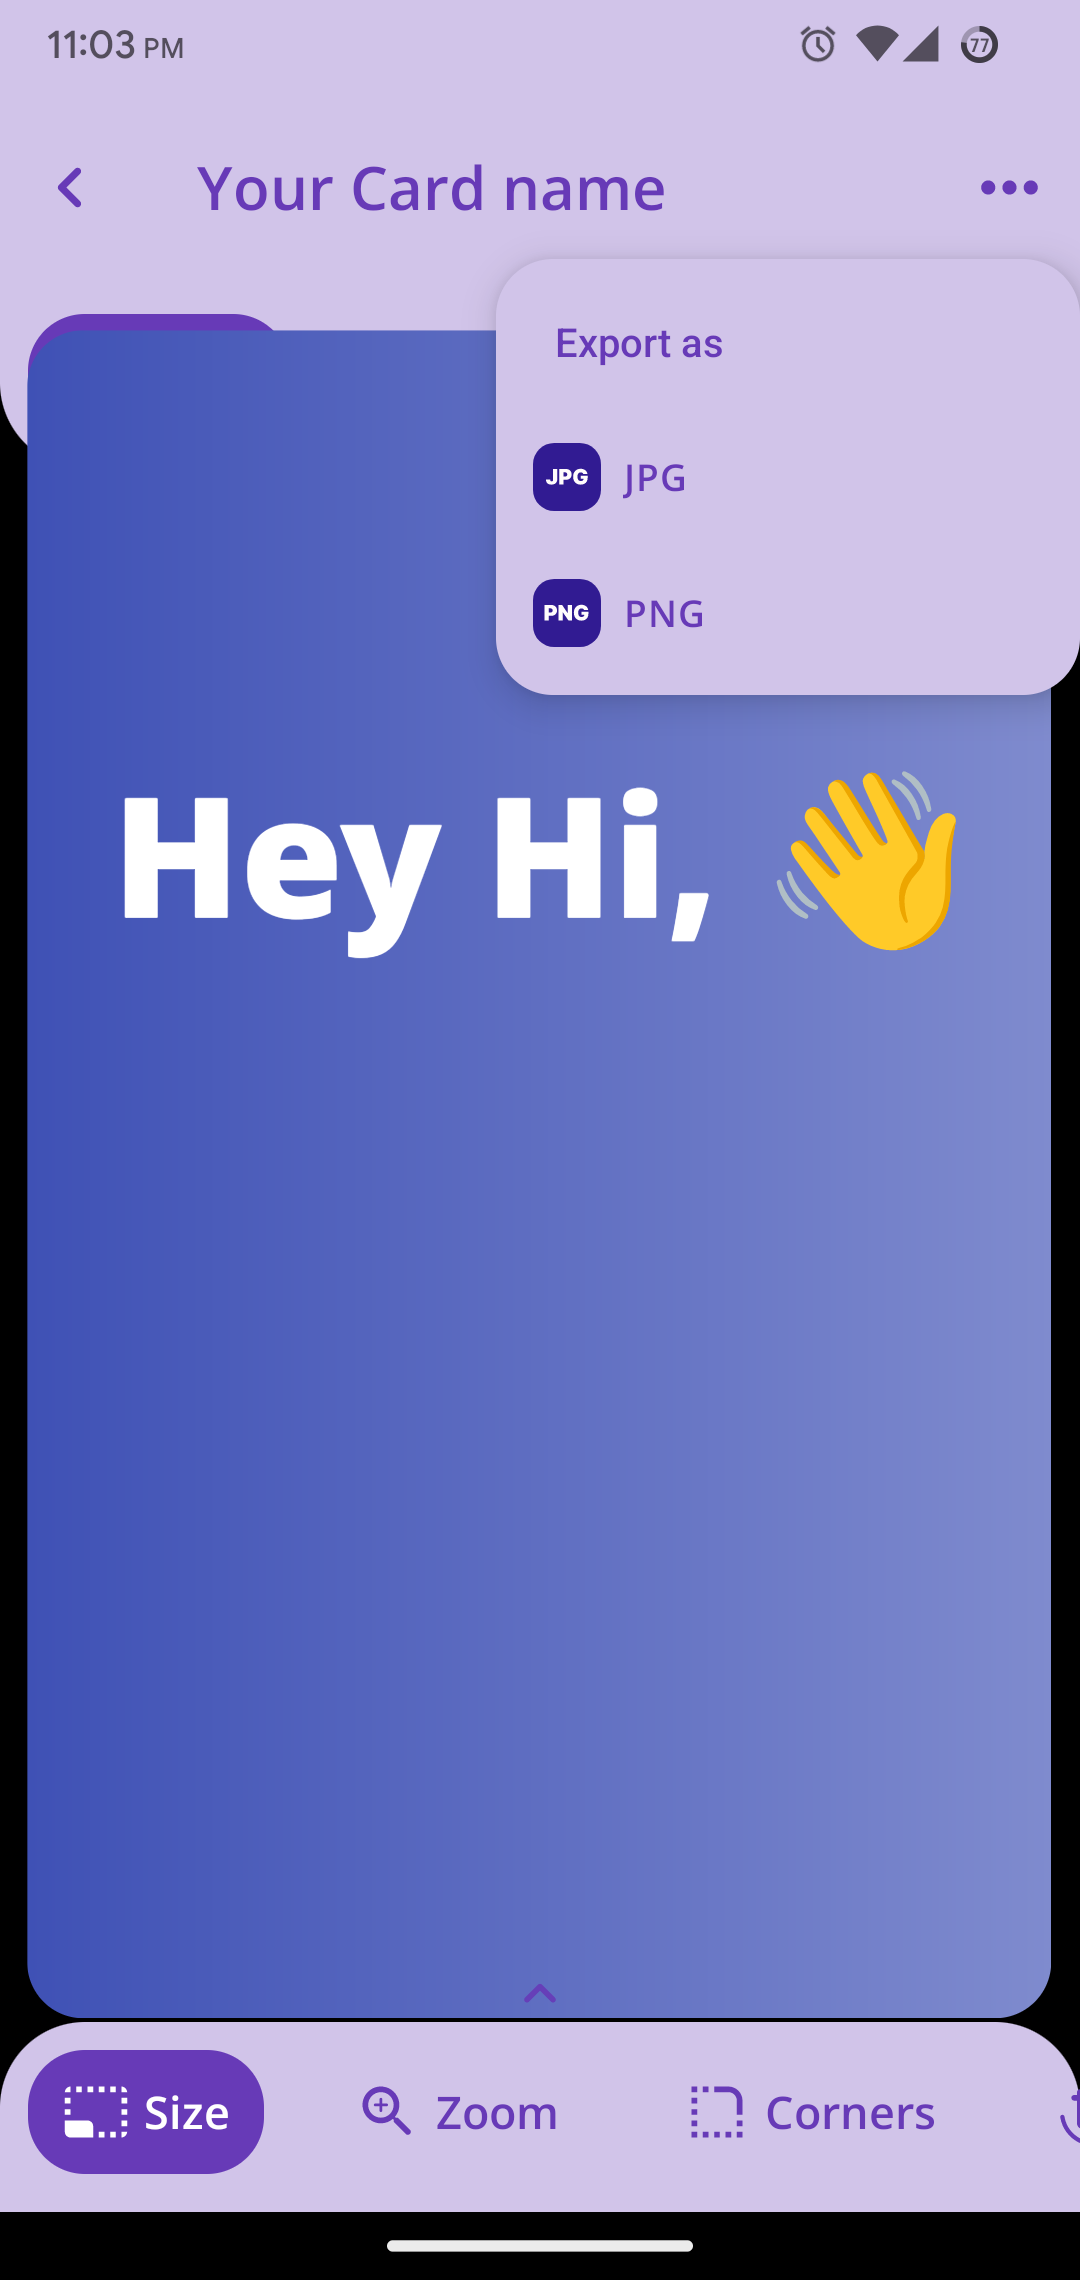 11:03 PM
77
Your Card name
Export as
JPG JPG
PNG PNG
Hey Hi, 👋
Size Zoom Corners